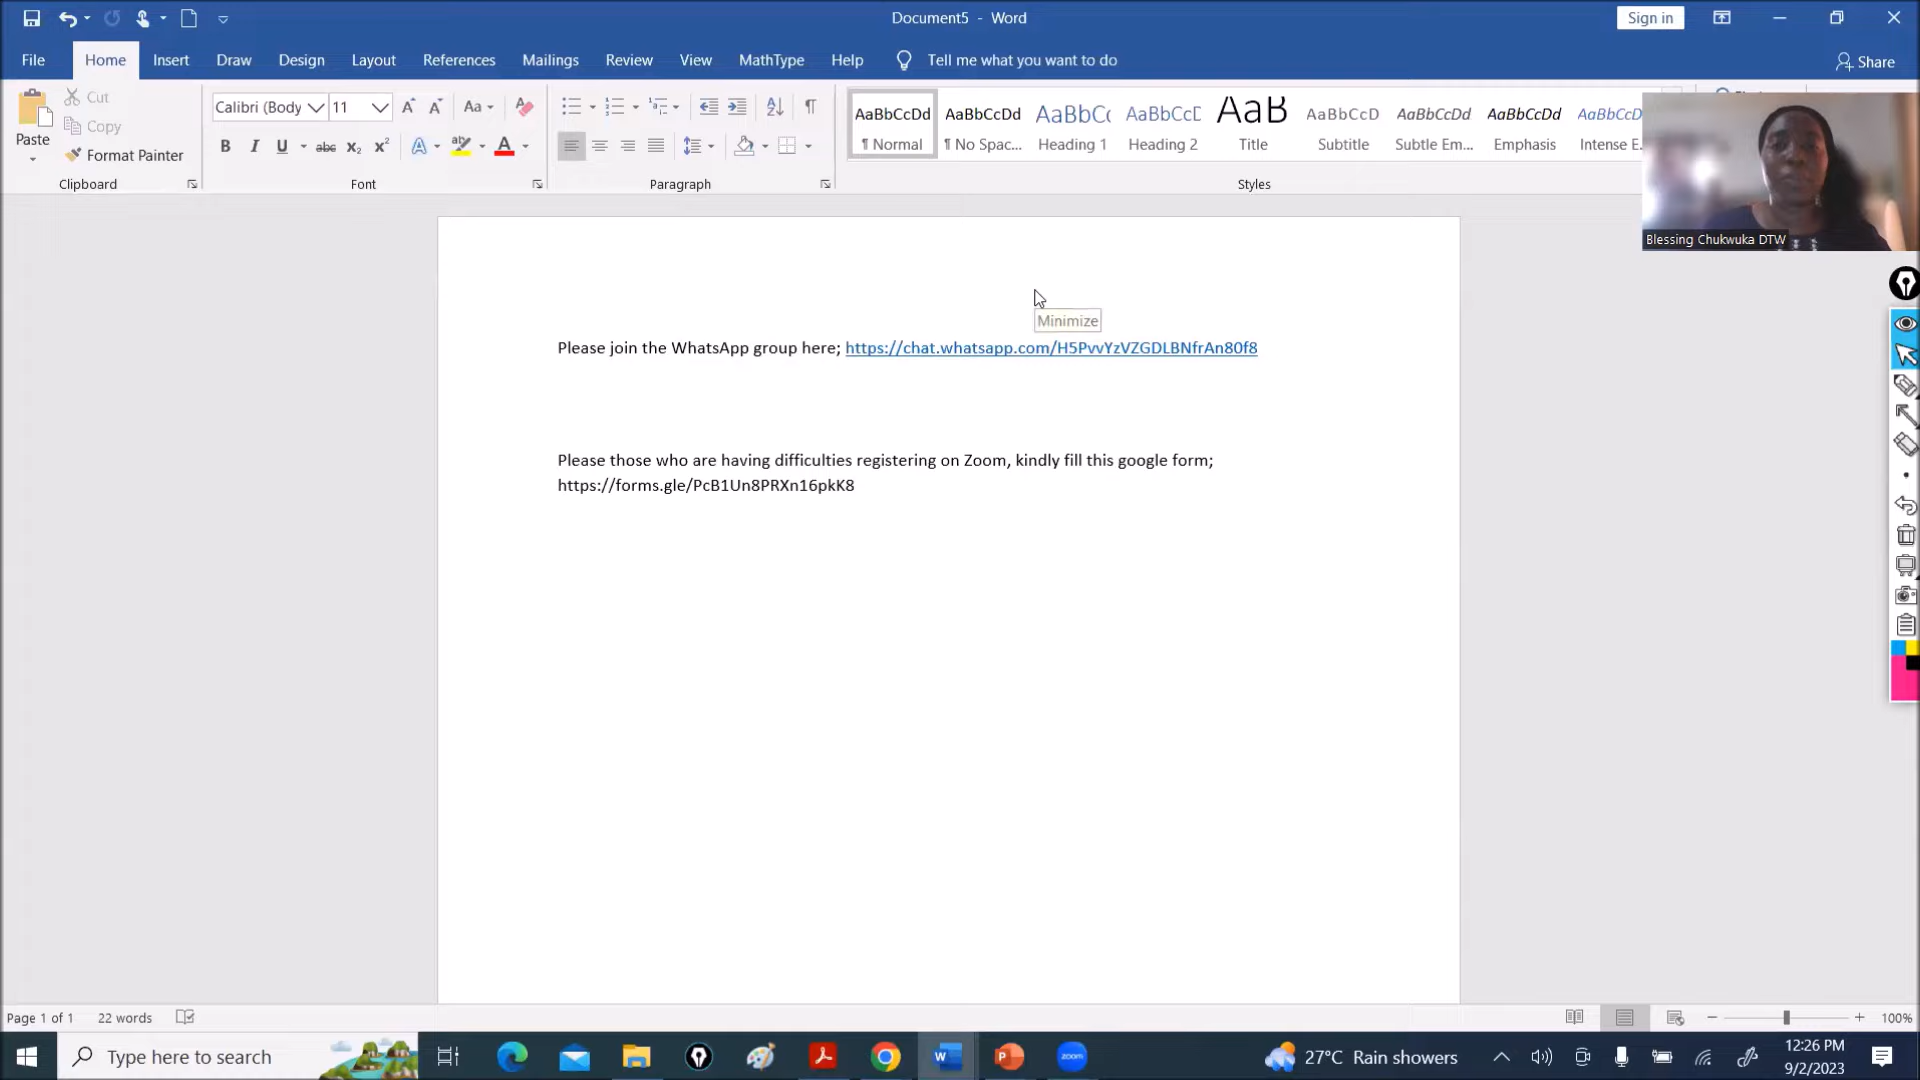 Document5 - Word
Sign in
File Home Insert Draw Design Layout References Mailings Review View MathType Help Tell me what you want to do Share
Paste
Cut
Copy
Format Painter
Clipboard
Calibri (Body 11
Font
Paragraph
AaBbCcDd AaBbCcDd AaBbCc AaBbCcD AaB AaBbCcD AaBbCcDd AaBbCcDd AaBbCcD
¶ Normal ¶ No Spac... Heading 1 Heading 2 Title Subtitle Subtle Em... Emphasis Intense E...
Styles
Blessing Chukwuka DTW
Minimize
Please join the WhatsApp group here; https://chat.whatsapp.com/H5PvvYzVZGDLBNfrAn80f8
Please those who are having difficulties registering on Zoom, kindly fill this google form;
https://forms.gle/PcB1Un8PRXn16pkK8
Page 1 of 1 22 words
100%
Type here to search
zoom
27°C Rain showers
12:26 PM
9/2/2023